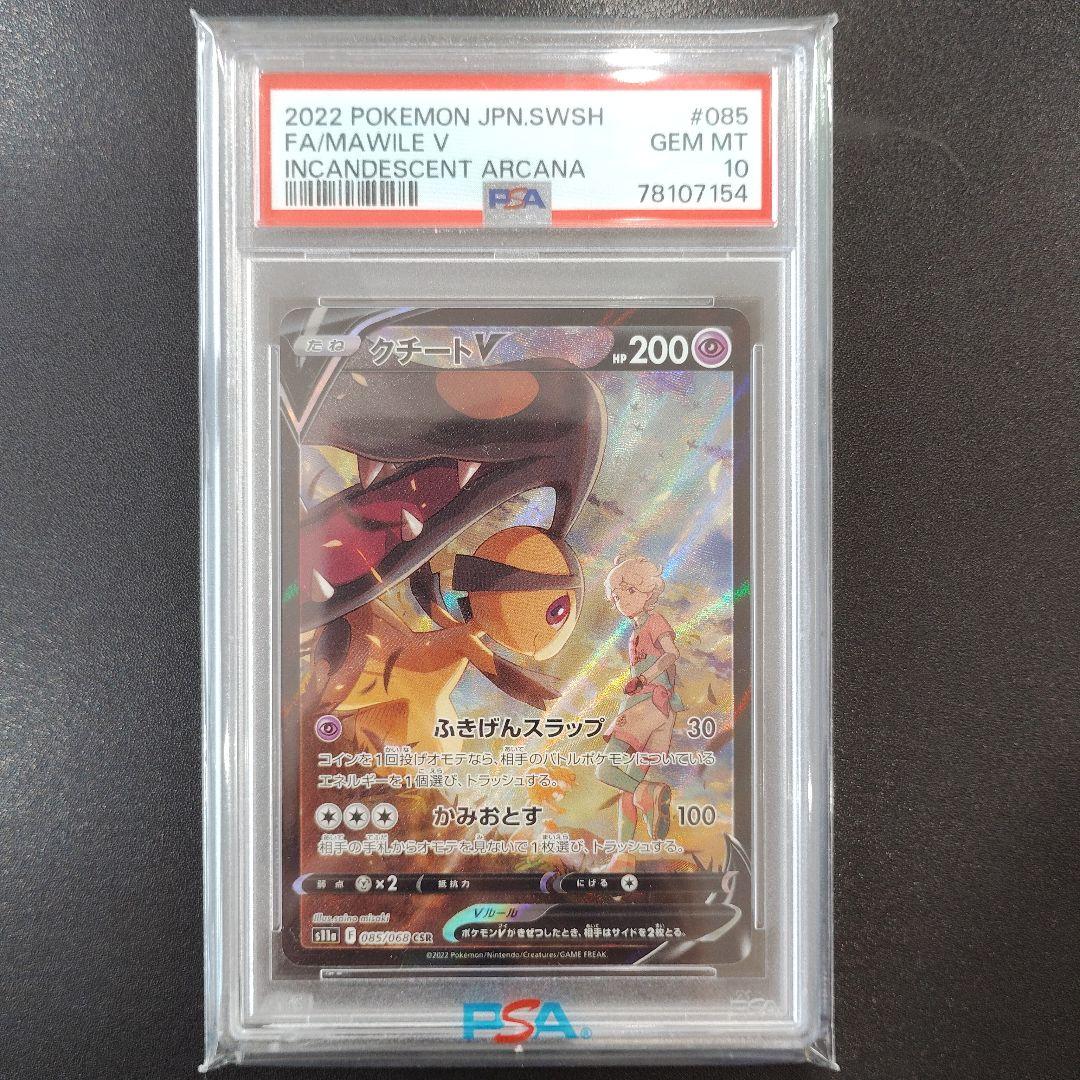 2022 POKEMON JPN.SWSH #085
FA/MAWILE V GEM MT
INCANDESCENT ARCANA 10
PSA 78107154
たね クチートV HP 200
ふきげんスラップ 30
コインを1回投げオモテなら、相手のバトルポケモンについている
エネルギーを1個選び、トラッシュする。
かみおとす 100
相手の手札からオモテを見ないで1枚選び、トラッシュする。
弱点 ×2 抵抗力 にげる
Illus.saino misaki
Vルール
ポケモンVがきぜつしたとき、相手はサイドを2枚とる。
s11a F 085/068 CSR
©2022 Pokémon/Nintendo/Creatures/GAME FREAK.
PSA®